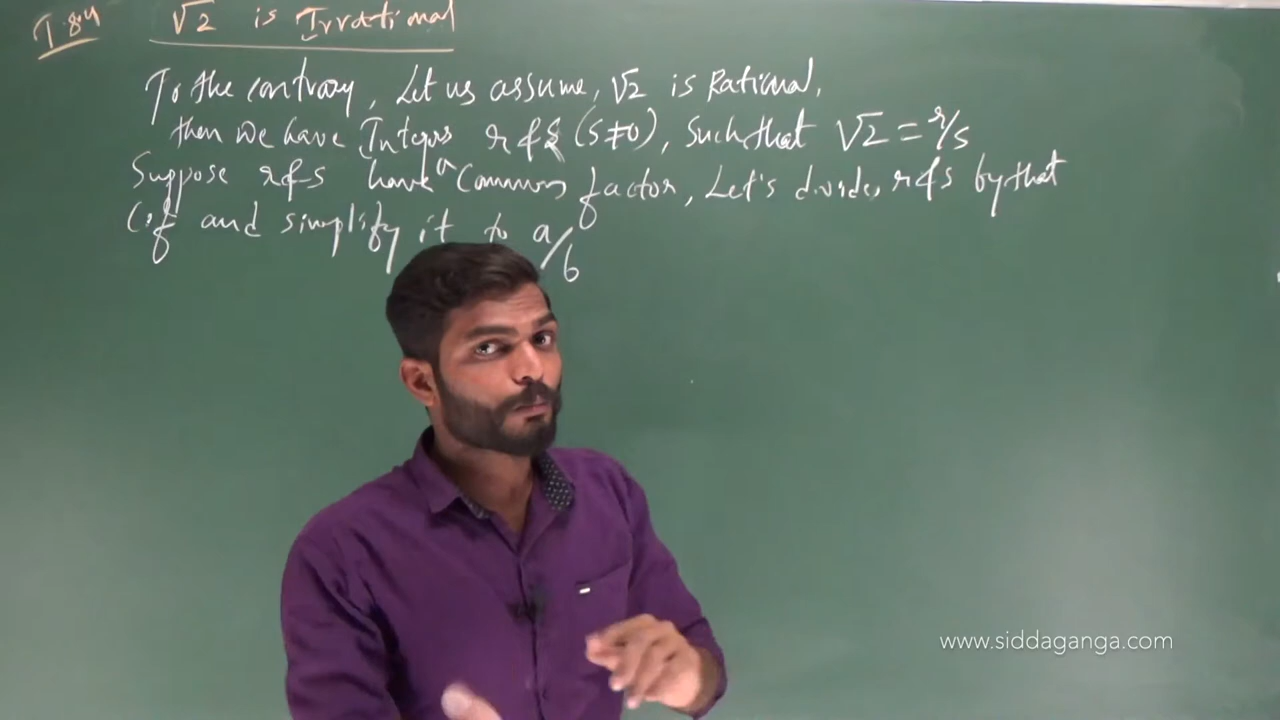 T 8.4 √2 is Irrational
To the contrary, Let us assume, √2 is Rational,
then we have Integers r & s (s≠0), Such that √2 = r/s
Suppose r & s have a Common factor, Let's divide, r & s by that
C.f and simplify it to a/b
www.siddaganga.com